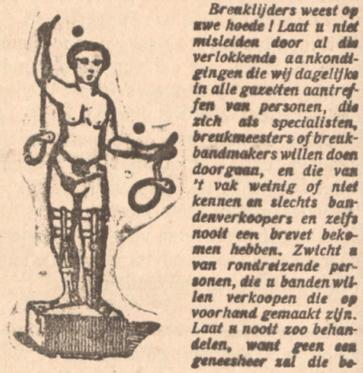 Breuklijders weest op
uwe hoede! Laat u niet
misleiden door al die
verlokkende aankondi-
gingen die wij dagelijks
in alle gazetten aantref-
fen van personen, die
zich als specialisten,
breukmeesters of breuk-
bandmakers willen doen
doorgaan, en die van
't vak weinig of niet
kennen en slechts ban-
denverkoopers en zelfs
nooit een brevet beko-
men hebben. Zwicht u
van rondreizende per-
sonen, die u banden wil-
len verkoopen die op
voorhand gemaakt zijn.
Laat u nooit zoo behan-
delen, want geen een
geneesheer zal die be-